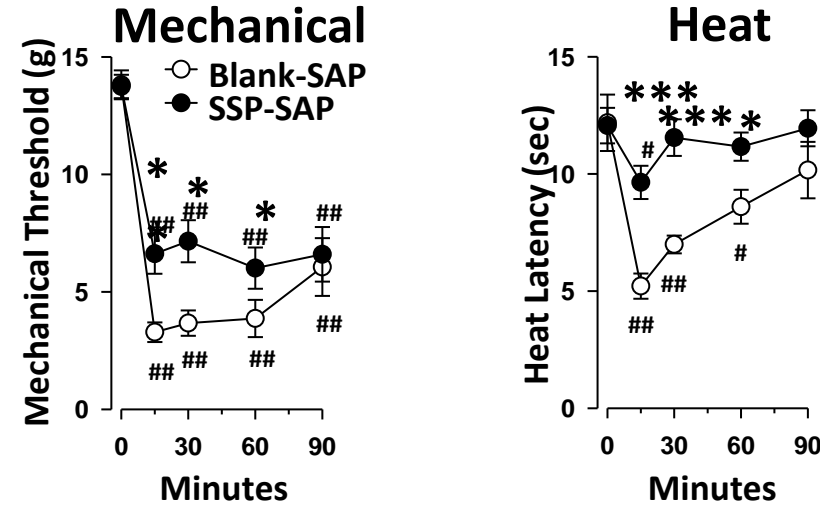 Mechanical
Mechanical Threshold (g)
15
10
5
0
Blank-SAP
SSP-SAP
*
*
*
*
##
##
##
##
##
##
##
##
0 30 60 90
Minutes
Heat
Heat Latency (sec)
15
10
5
0
***
*** *
#
#
##
##
0 30 60 90
Minutes